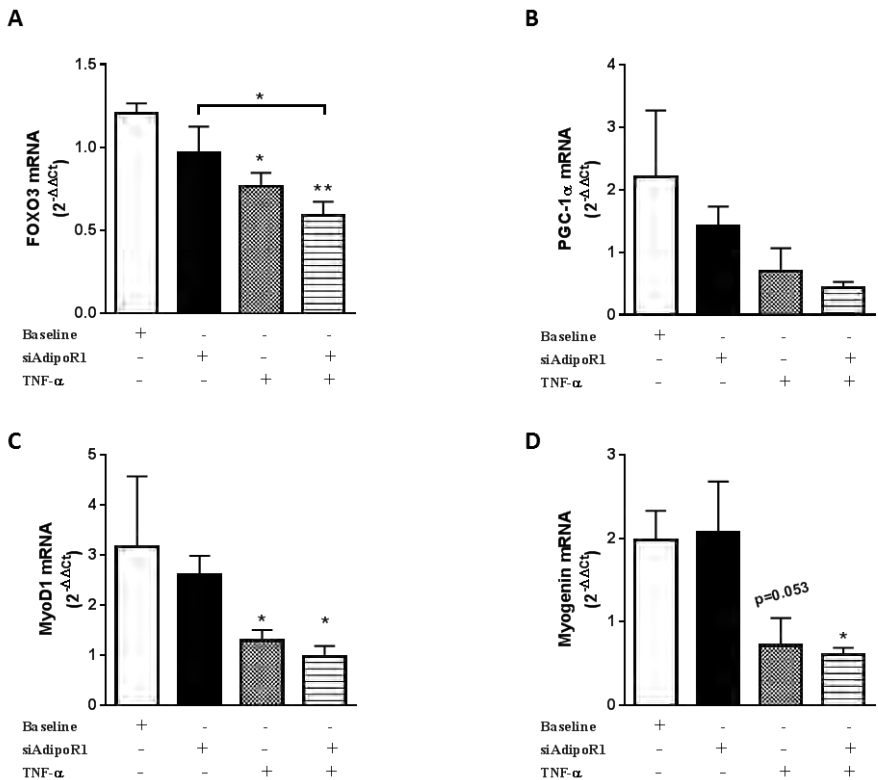 A
FOXO3 mRNA
(2^-ΔΔCt)
1.5
1.0
0.5
0.0
*
*
**
Baseline + - - -
siAdipoR1 - + - +
TNF-α - - + +
B
PGC-1α mRNA
(2^-ΔΔCt)
4
3
2
1
0
Baseline + - - -
siAdipoR1 - + - +
TNF-α - - + +
C
MyoD1 mRNA
(2^-ΔΔCt)
5
4
3
2
1
0
* *
Baseline + - - -
siAdipoR1 - + - +
TNF-α - - + +
D
Myogenin mRNA
(2^-ΔΔCt)
3
2
1
0
p=0.053
*
Baseline + - - -
siAdipoR1 - + - +
TNF-α - - + +